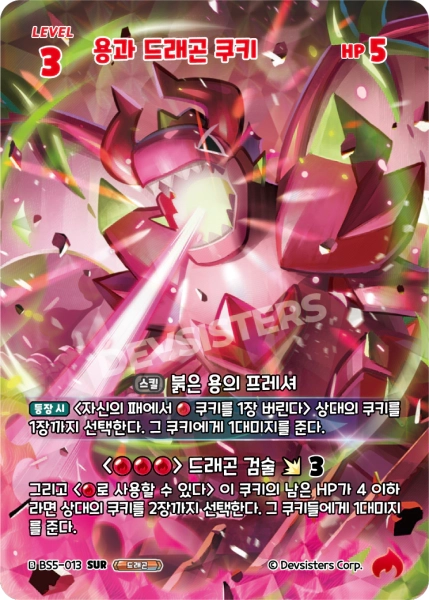 LEVEL
3
용과 드래곤 쿠키
HP 5
DEVSISTERS
스킬 붉은 용의 프레셔
등장 시 <자신의 패에서 쿠키를 1장 버린다> 상대의 쿠키를
1장까지 선택한다. 그 쿠키에게 1대미지를 준다.
< > 드래곤 검술 3
그리고 < 로 사용할 수 있다> 이 쿠키의 남은 HP가 4 이하
라면 상대의 쿠키를 2장까지 선택한다. 그 쿠키들에게 1대미지
를 준다.
B BS5-013 SUR 드래곤
© Devsisters Corp.